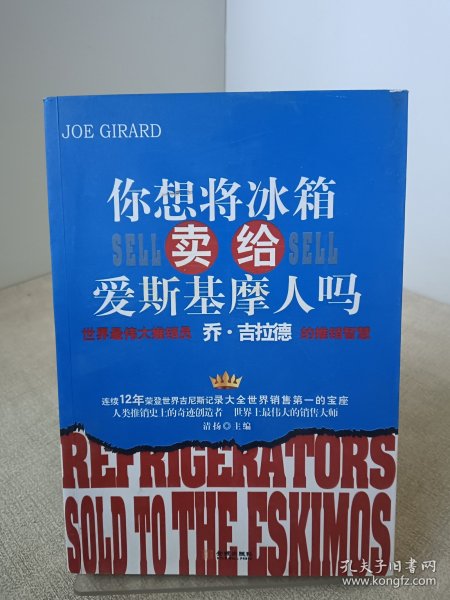 JOE GIRARD
你想将冰箱
SELL 卖 给 SELL
爱斯基摩人吗
世界最伟大推销员 乔·吉拉德 的推销智慧
连续12年荣登世界吉尼斯记录大全世界销售第一的宝座
人类推销史上的奇迹创造者 世界上最伟大的销售大师
清扬◎主编
REFRIGERATORS
SOLD TO THE ESKIMOS
孔夫子旧书网
www.kongfz.com